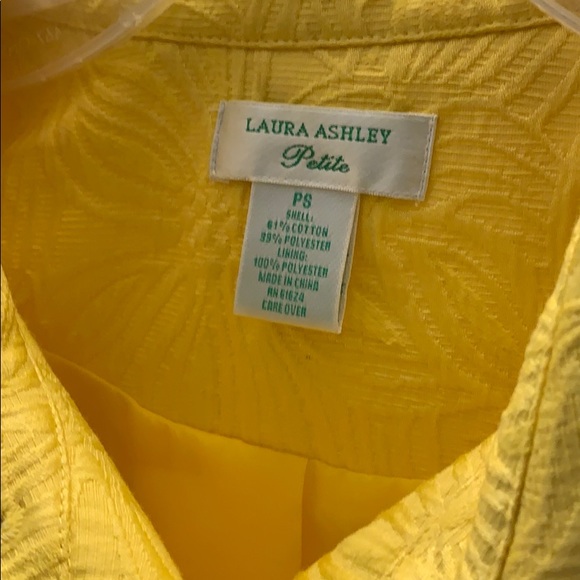 LAURA ASHLEY
Petite
PS
SHELL:
61% COTTON
39% POLYESTER
LINING:
100% POLYESTER
MADE IN CHINA
RN 61624
CARE OVER